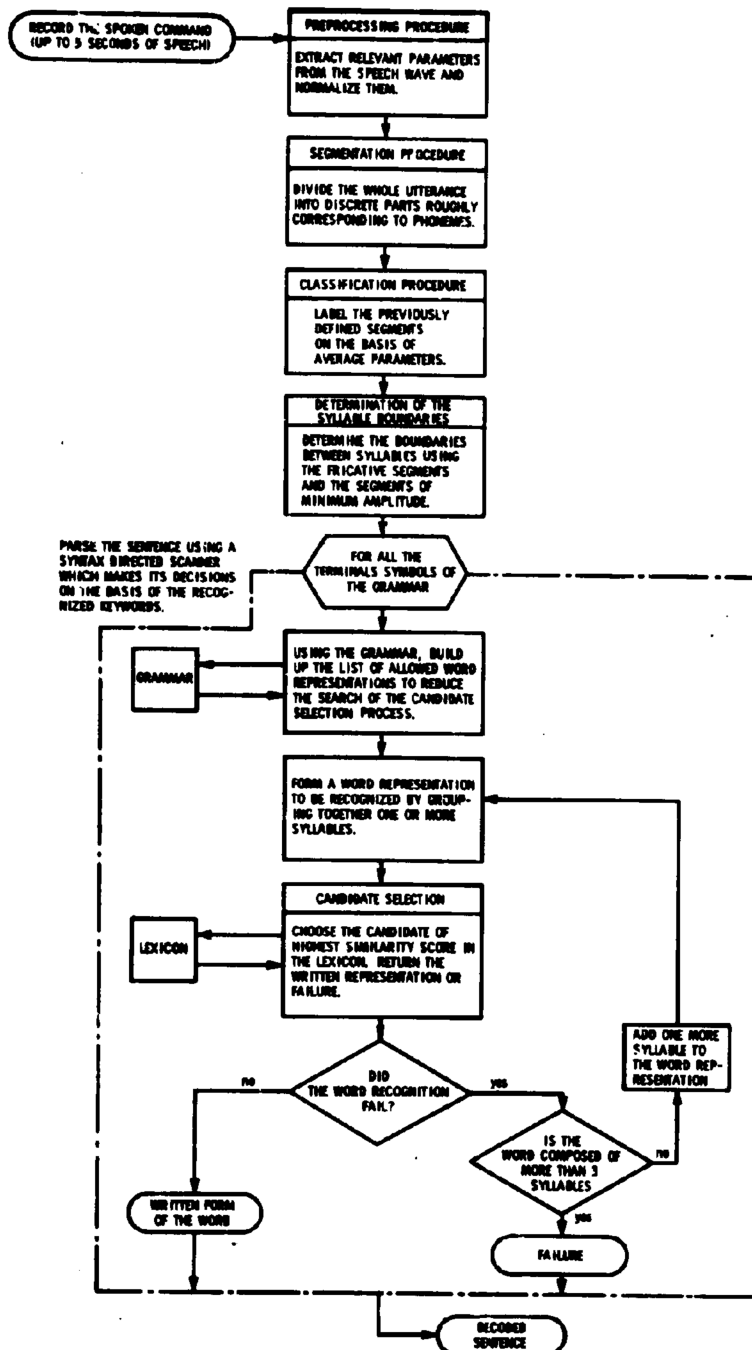 RECORD THE SPOKEN COMMAND
(UP TO 5 SECONDS OF SPEECH)
PREPROCESSING PROCEDURE
EXTRACT RELEVANT PARAMETERS
FROM THE SPEECH WAVE AND
NORMALIZE THEM.
SEGMENTATION PROCEDURE
DIVIDE THE WHOLE UTTERANCE
INTO DISCRETE PARTS ROUGHLY
CORRESPONDING TO PHONEMES.
CLASSIFICATION PROCEDURE
LABEL THE PREVIOUSLY
DEFINED SEGMENTS
ON THE BASIS OF
AVERAGE PARAMETERS.
DETERMINATION OF THE
SYLLABLE BOUNDARIES
DETERMINE THE BOUNDARIES
BETWEEN SYLLABLES USING
THE FRICATIVE SEGMENTS
AND THE SEGMENTS OF
MINIMUM AMPLITUDE.
PARSE THE SENTENCE USING A
SYNTAX DIRECTED SCANNER
WHICH MAKES ITS DECISIONS
ON THE BASIS OF THE RECOG-
NIZED KEYWORDS.
FOR ALL THE
TERMINALS SYMBOLS OF
THE GRAMMAR
GRAMMAR
USING THE GRAMMAR, BUILD
UP THE LIST OF ALLOWED WORD
REPRESENTATIONS TO REDUCE
THE SEARCH OF THE CANDIDATE
SELECTION PROCESS.
FORM A WORD REPRESENTATION
TO BE RECOGNIZED BY GROUP-
ING TOGETHER ONE OR MORE
SYLLABLES.
CANDIDATE SELECTION
LEXICON
CHOOSE THE CANDIDATE OF
HIGHEST SIMILARITY SCORE IN
THE LEXICON. RETURN THE
WRITTEN REPRESENTATION OR
FAILURE.
ADD ONE MORE
SYLLABLE TO
THE WORD REP-
RESENTATION
no
DID
THE WORD RECOGNITION
FAIL?
yes
IS THE
WORD COMPOSED OF
MORE THAN 3
SYLLABLES
no
yes
WRITTEN FORM
OF THE WORD
FAILURE
DECODED
SENTENCE